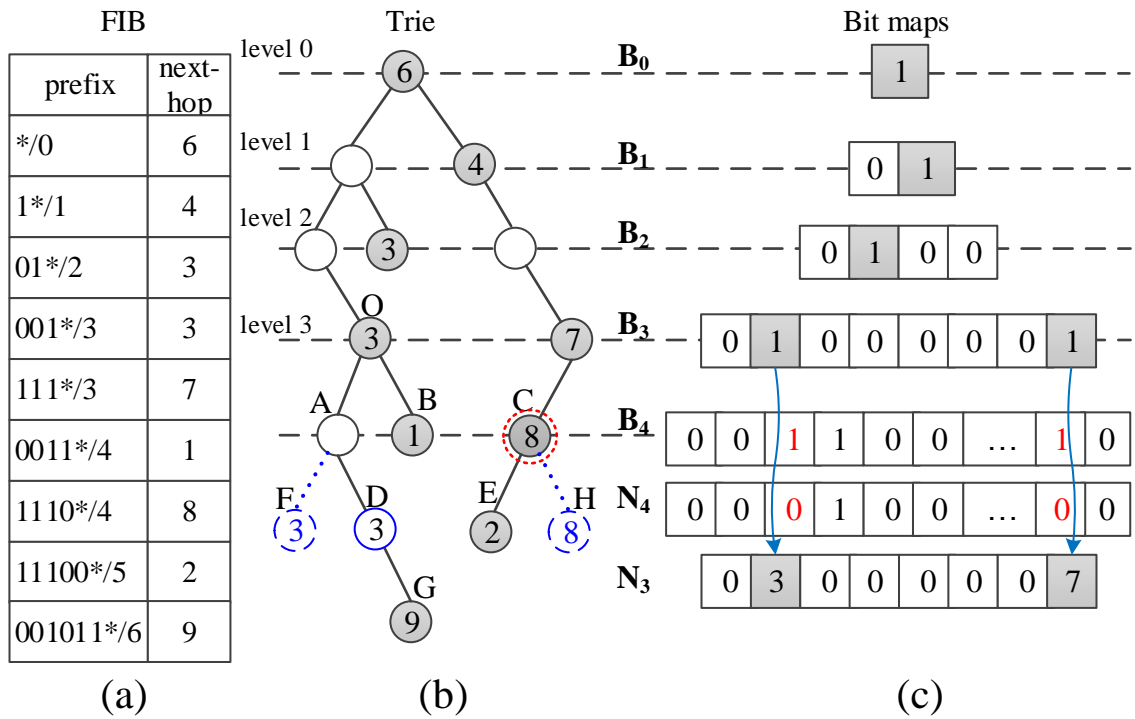 FIB
Trie
Bit maps
prefix
next-
hop
*/0
6
1*/1
4
01*/2
3
001*/3
3
111*/3
7
0011*/4
1
1110*/4
8
11100*/5
2
001011*/6
9
level 0
6
level 1
4
level 2
3
O
level 3
3
7
A
B
C
1
8
F
D
E
H
3
3
2
8
G
9
B0
1
B1
0 1
B2
0 1 0 0
B3
0 1 0 0 0 0 0 1
B4
0 0 1 1 0 0 ... 1 0
N4
0 0 0 1 0 0 ... 0 0
N3
0 3 0 0 0 0 0 7
(a)
(b)
(c)